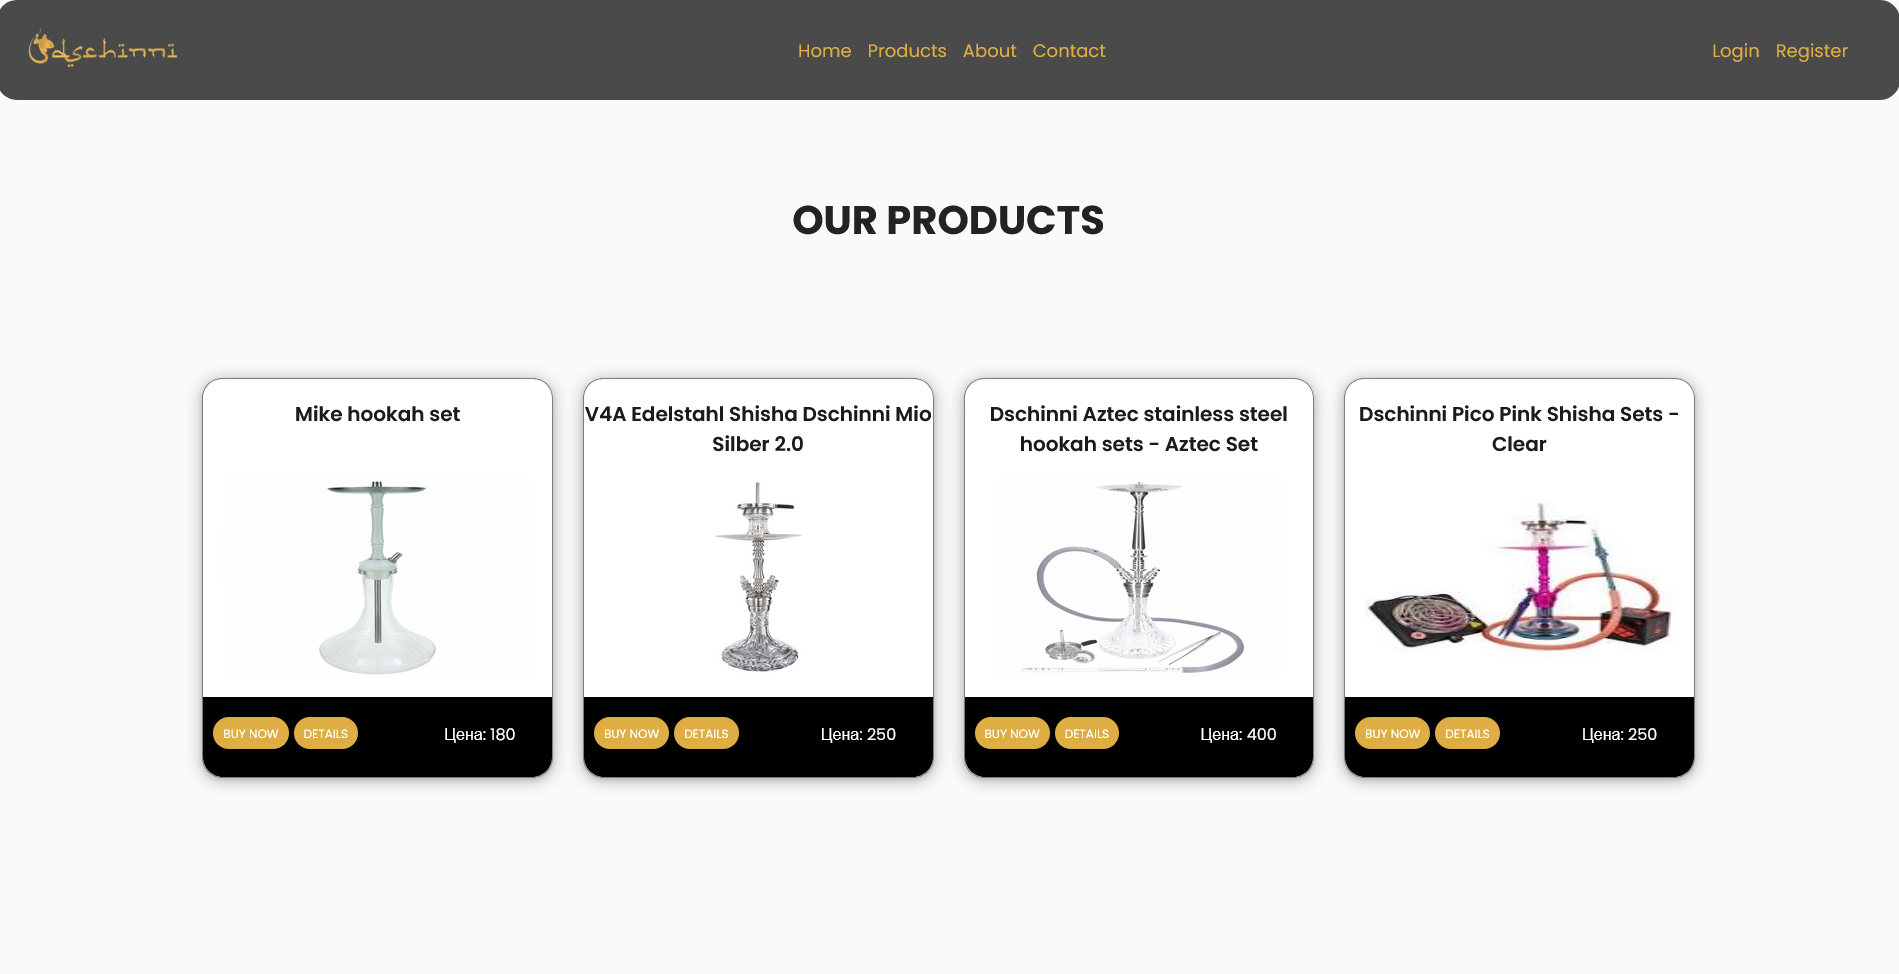 dschinni
Home Products About Contact
Login Register
OUR PRODUCTS
Mike hookah set
V4A Edelstahl Shisha Dschinni Mio
Silber 2.0
Dschinni Aztec stainless steel
hookah sets - Aztec Set
Dschinni Pico Pink Shisha Sets -
Clear
BUY NOW DETAILS Цена: 180
BUY NOW DETAILS Цена: 250
BUY NOW DETAILS Цена: 400
BUY NOW DETAILS Цена: 250